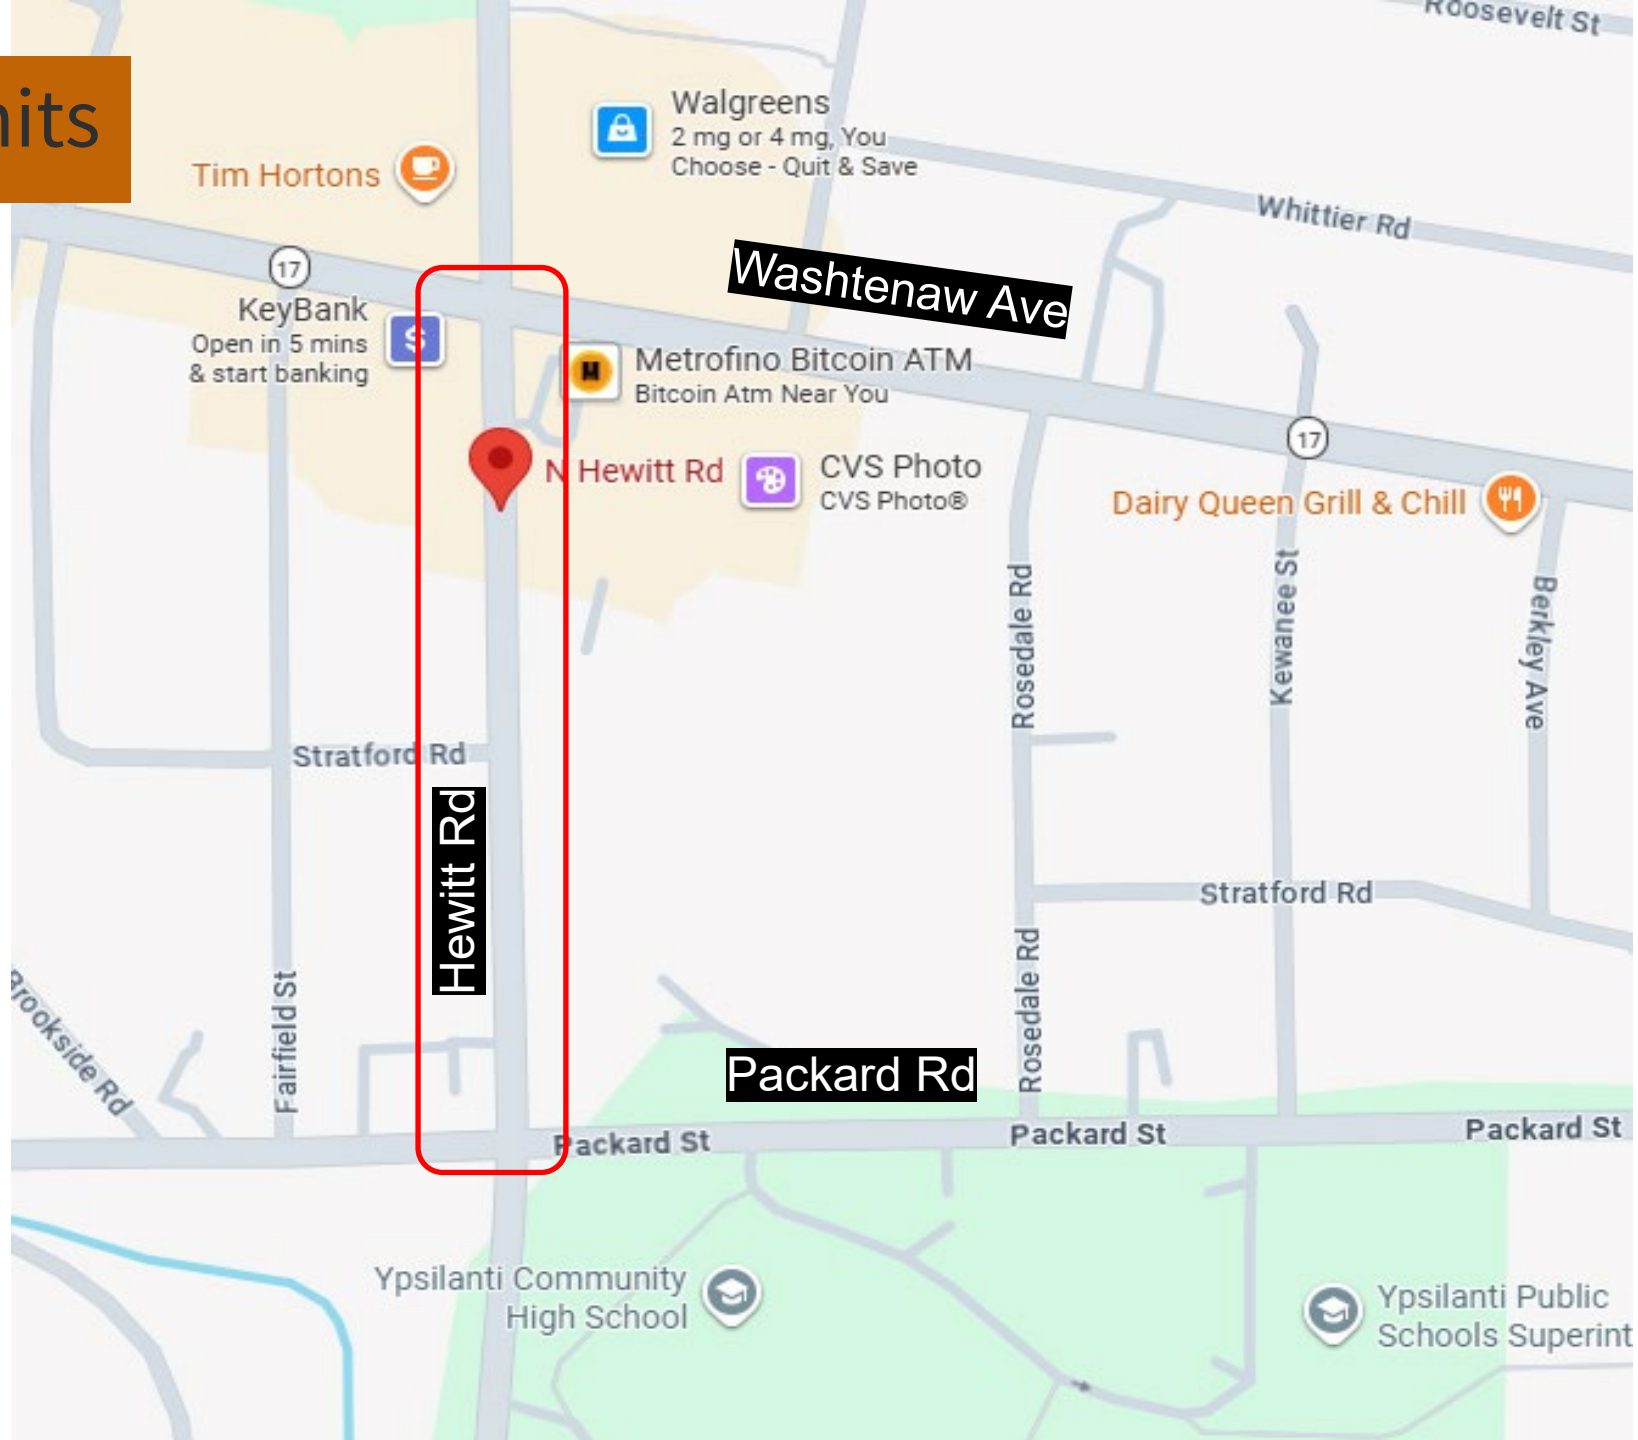 Roosevelt St
Walgreens
2 mg or 4 mg, You
Choose - Quit & Save
Tim Hortons
Whittier Rd
17
KeyBank
Open in 5 mins
& start banking
Washtenaw Ave
Metrofino Bitcoin ATM
Bitcoin Atm Near You
17
N Hewitt Rd
CVS Photo
CVS Photo®
Dairy Queen Grill & Chill
Rosedale Rd
Kewanee St
Berkley Ave
Stratford Rd
Hewitt Rd
Stratford Rd
Brookside Rd
Fairfield St
Rosedale Rd
Packard Rd
Packard St
Packard St
Packard St
Ypsilanti Community
High School
Ypsilanti Public
Schools Superint